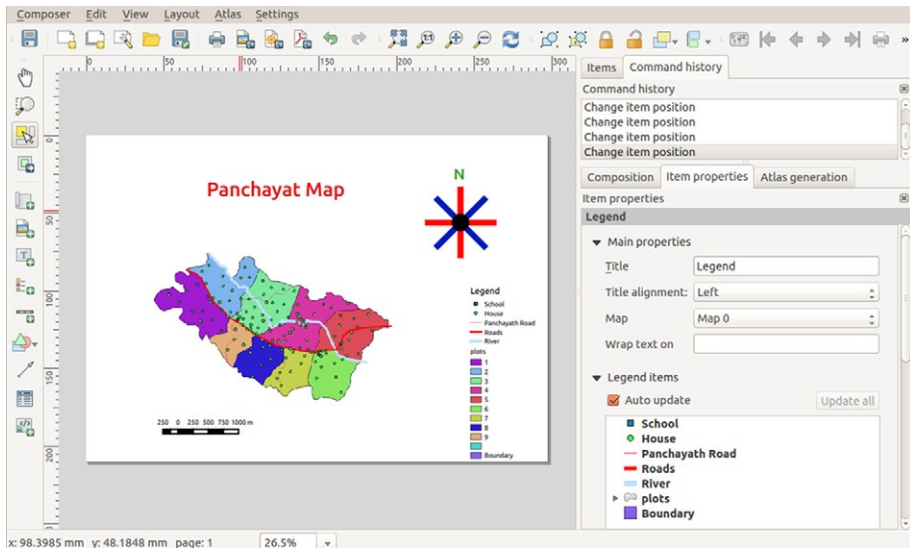 Composer Edit View Layout Atlas Settings
0 50 100 150 200 250 300
Items Command history
Command history
Change item position
Change item position
Change item position
Change item position
Composition Item properties Atlas generation
Item properties
Legend
Main properties
Title Legend
Title alignment: Left
Map Map 0
Wrap text on
Legend items
Auto update Update all
School
House
Panchayath Road
Roads
River
plots
Boundary
0
50
100
150
200
Panchayat Map
N
Legend
School
House
Panchayath Road
Roads
River
plots
1
2
3
4
5
6
7
8
9
Boundary
250 0 250 500 750 1000 m
x: 98.3985 mm y: 48.1848 mm page: 1 26.5%